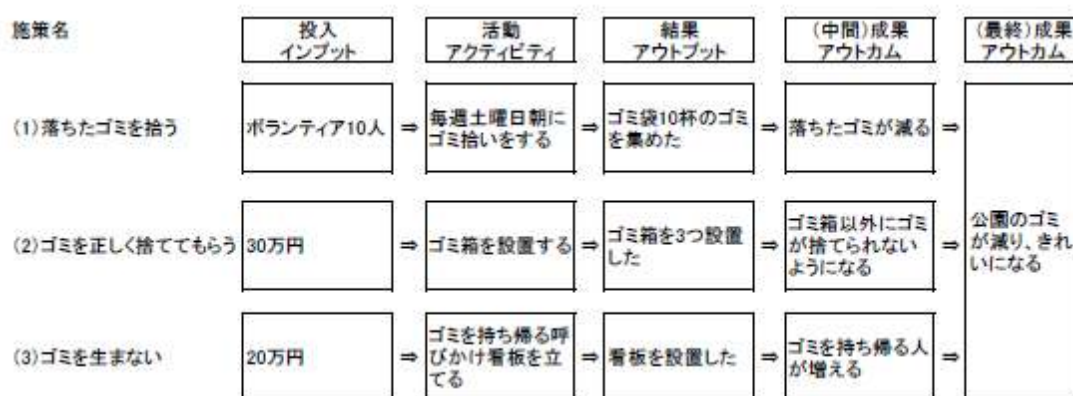 施策名
投入
インプット
活動
アクティビティ
結果
アウトプット
(中間)成果
アウトカム
(最終)成果
アウトカム
(1)落ちたゴミを拾う
ボランティア10人
⇒
毎週土曜日朝に
ゴミ拾いをする
⇒
ゴミ袋10杯のゴミ
を集めた
⇒
落ちたゴミが減る
⇒
(2)ゴミを正しく捨ててもらう
30万円
⇒
ゴミ箱を設置する
⇒
ゴミ箱を3つ設置
した
⇒
ゴミ箱以外にゴミ
が捨てられない
ようになる
⇒
公園のゴミ
が減り、きれ
いになる
(3)ゴミを生まない
20万円
⇒
ゴミを持ち帰る呼
びかけ看板を立
てる
⇒
看板を設置した
⇒
ゴミを持ち帰る人
が増える
⇒